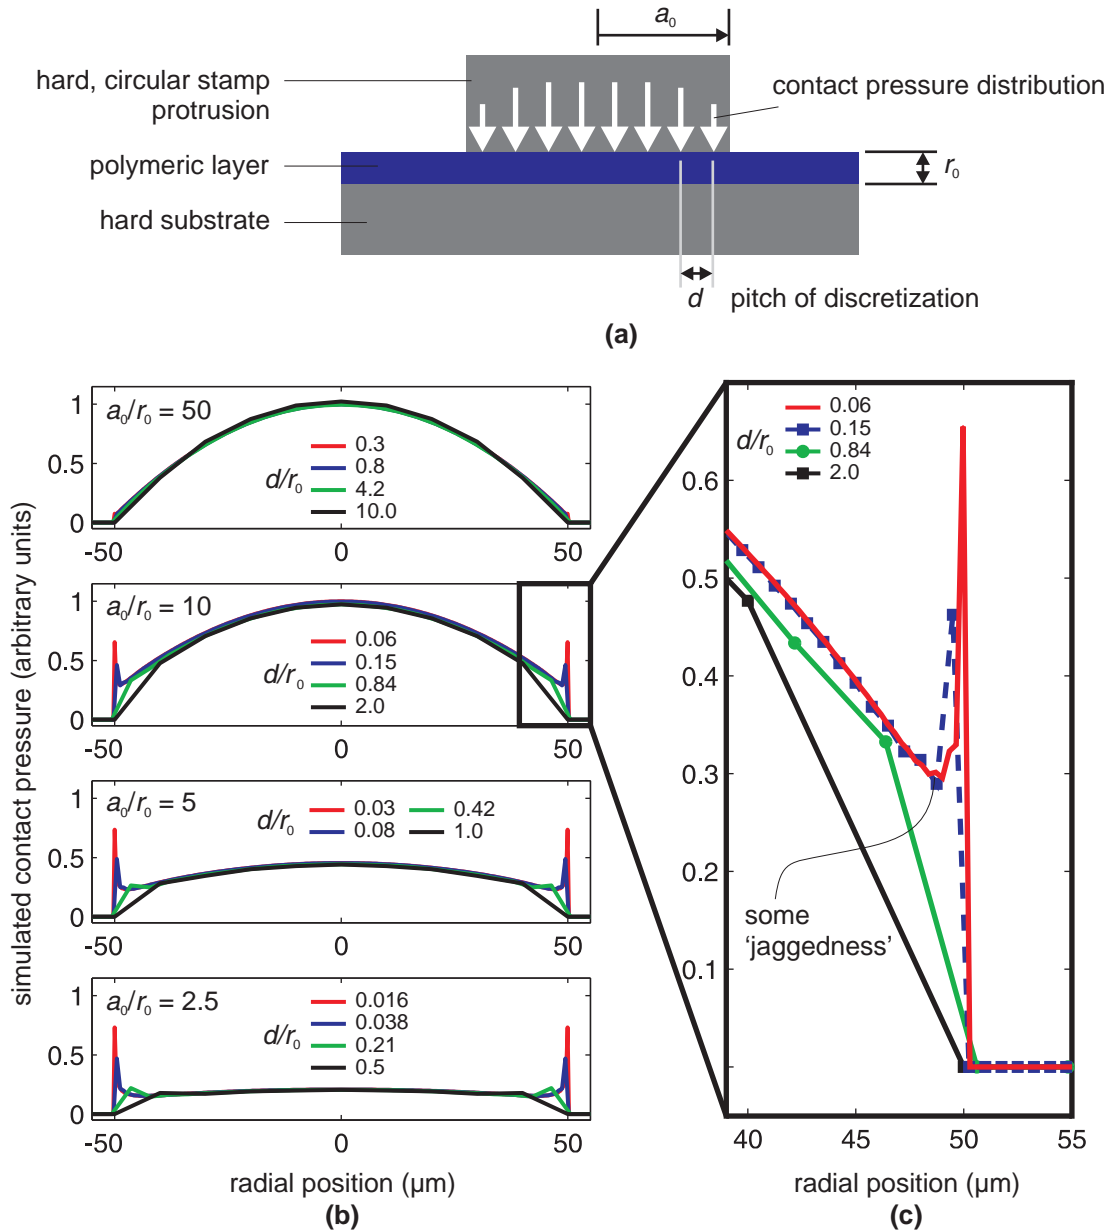 a₀
hard, circular stamp
protrusion
contact pressure distribution
polymeric layer
r₀
hard substrate
d pitch of discretization
(a)
simulated contact pressure (arbitrary units)
a₀/r₀ = 50
1
0.5
0
d/r₀
0.3
0.8
4.2
10.0
-50 0 50
a₀/r₀ = 10
1
0.5
0
d/r₀
0.06
0.15
0.84
2.0
-50 0 50
a₀/r₀ = 5
1
0.5
0
d/r₀
0.03 0.42
0.08 1.0
-50 0 50
a₀/r₀ = 2.5
1
0.5
0
d/r₀
0.016
0.038
0.21
0.5
-50 0 50
radial position (µm)
(b)
d/r₀
0.06
0.15
0.84
2.0
0.6
0.5
0.4
0.3
0.2
0.1
some
‘jaggedness’
40 45 50 55
radial position (µm)
(c)